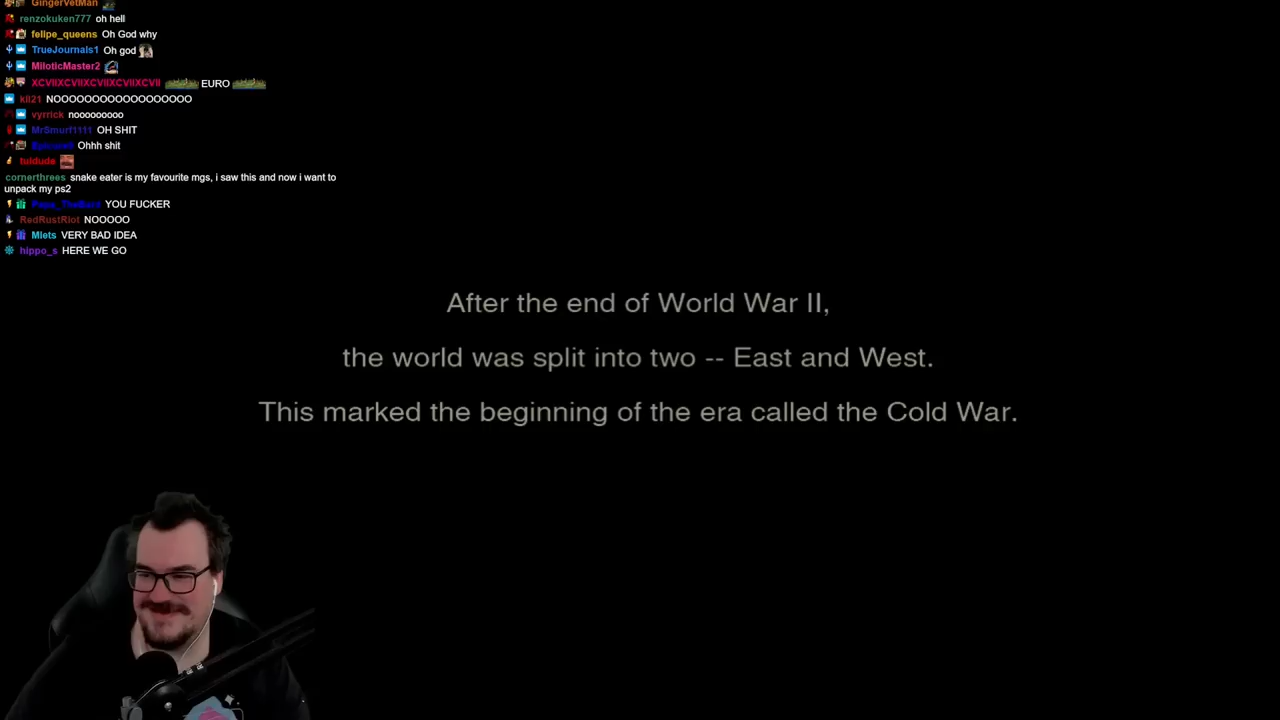 GingerVetMan
renzokuken777 oh hell
felipe_queens Oh God why
TrueJournals1 Oh god
MiloticMaster2
XCVIIXCVIIXCVIIXCVIIXCVII EURO
kil21 NOOOOOOOOOOOOOOOOOO
vyrrick nooooooooo
MrSmurf1111 OH SHIT
Ohhh shit
tuldude
cornerthrees snake eater is my favourite mgs, i saw this and now i want to
unpack my ps2
YOU FUCKER
RedRustRiot NOOOOO
Miets VERY BAD IDEA
hippo_s HERE WE GO
After the end of World War II,
the world was split into two -- East and West.
This marked the beginning of the era called the Cold War.